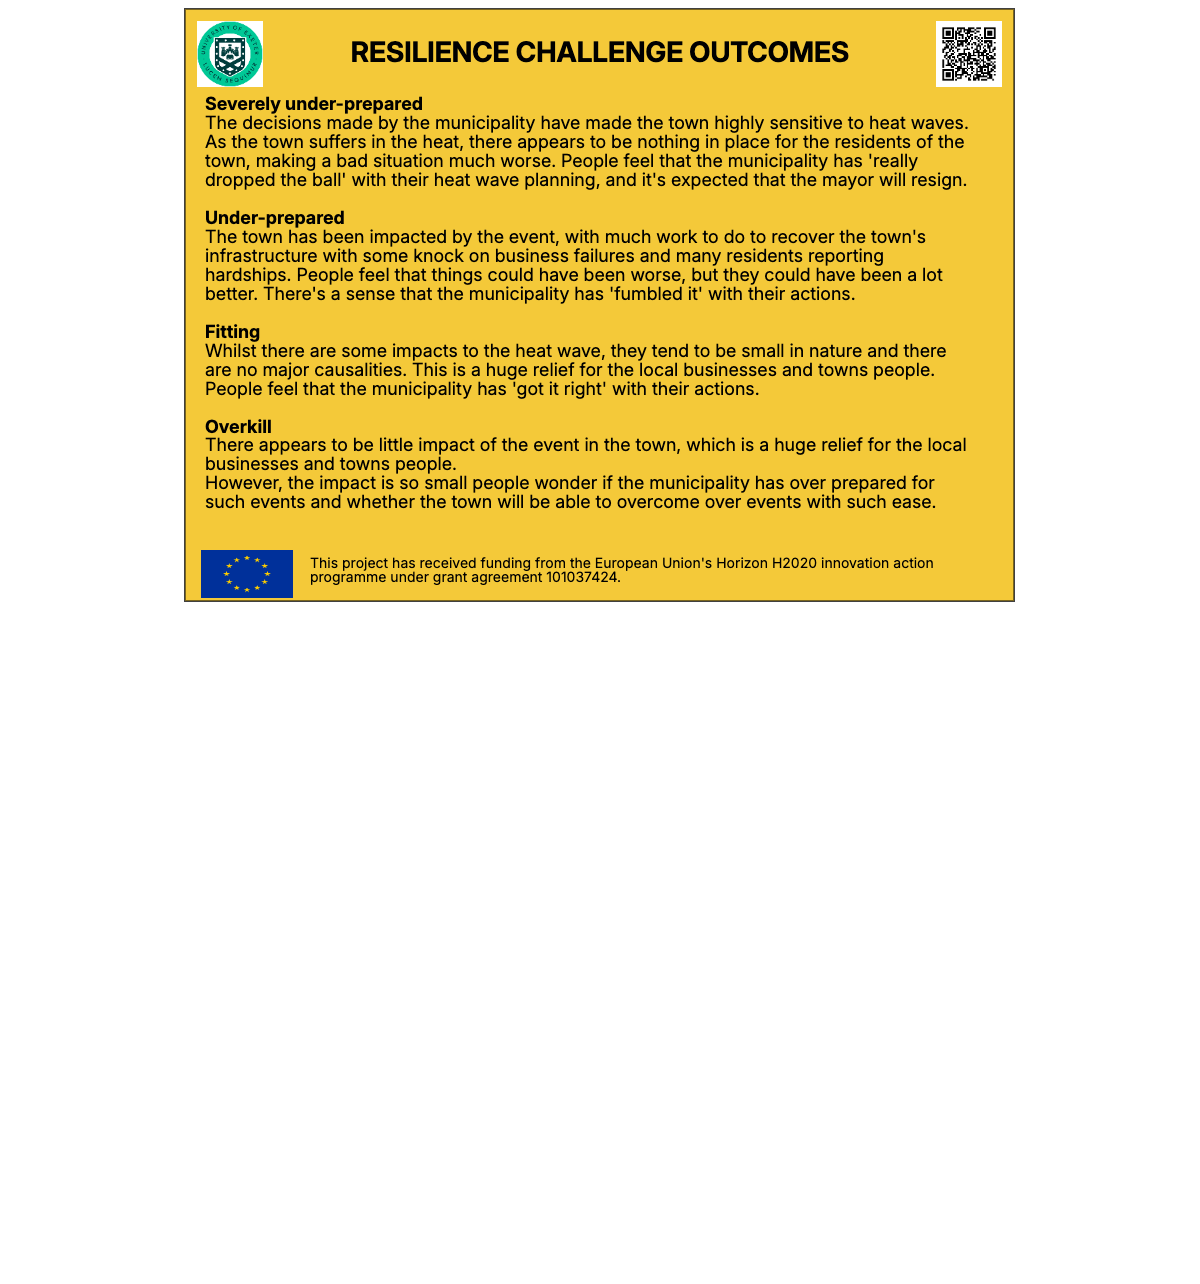 UNIVERSITY OF EXETER
LUCEM SEQUIMUR
RESILIENCE CHALLENGE OUTCOMES
Severely under-prepared
The decisions made by the municipality have made the town highly sensitive to heat waves.
As the town suffers in the heat, there appears to be nothing in place for the residents of the
town, making a bad situation much worse. People feel that the municipality has 'really
dropped the ball' with their heat wave planning, and it's expected that the mayor will resign.
Under-prepared
The town has been impacted by the event, with much work to do to recover the town's
infrastructure with some knock on business failures and many residents reporting
hardships. People feel that things could have been worse, but they could have been a lot
better. There's a sense that the municipality has 'fumbled it' with their actions.
Fitting
Whilst there are some impacts to the heat wave, they tend to be small in nature and there
are no major causalities. This is a huge relief for the local businesses and towns people.
People feel that the municipality has 'got it right' with their actions.
Overkill
There appears to be little impact of the event in the town, which is a huge relief for the local
businesses and towns people.
However, the impact is so small people wonder if the municipality has over prepared for
such events and whether the town will be able to overcome over events with such ease.
This project has received funding from the European Union's Horizon H2020 innovation action
programme under grant agreement 101037424.